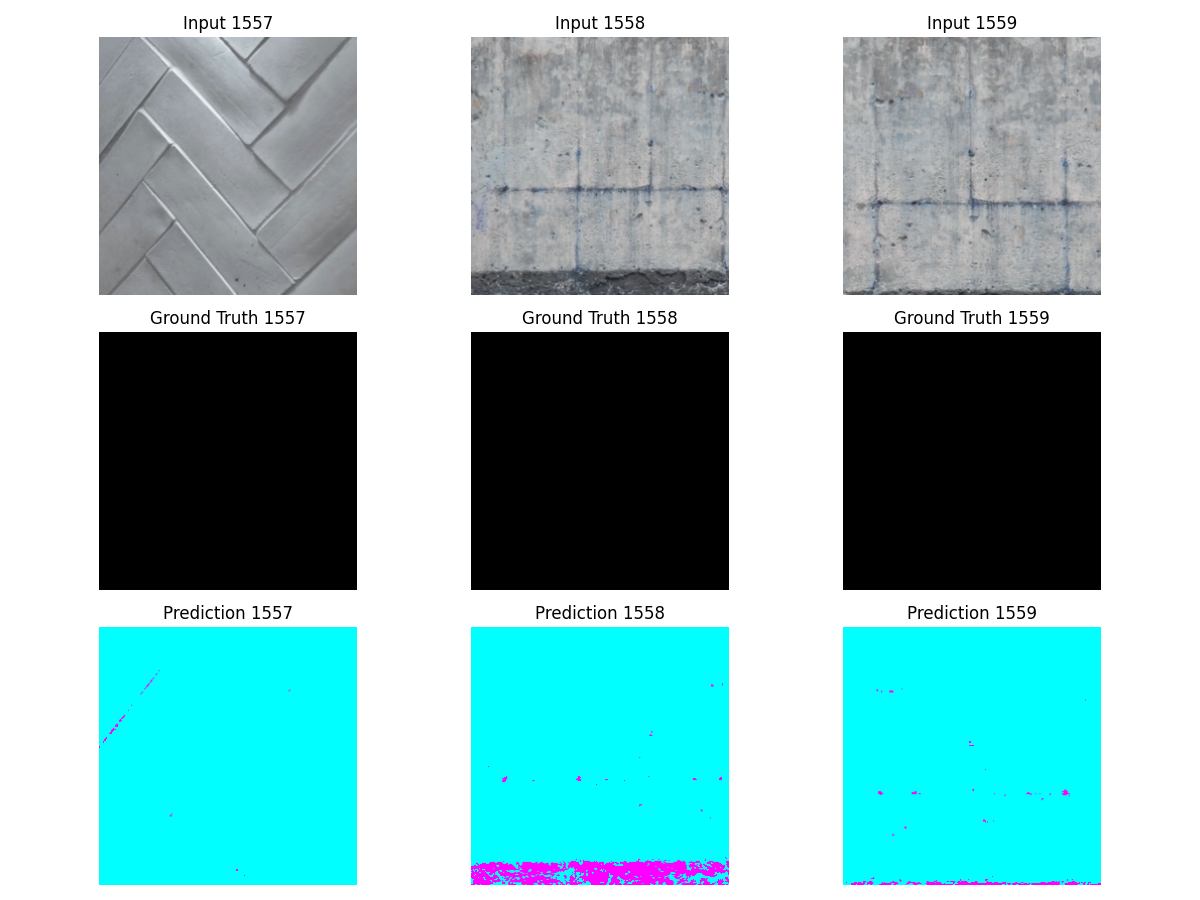 Input 1557
Input 1558
Input 1559
Ground Truth 1557
Ground Truth 1558
Ground Truth 1559
Prediction 1557
Prediction 1558
Prediction 1559